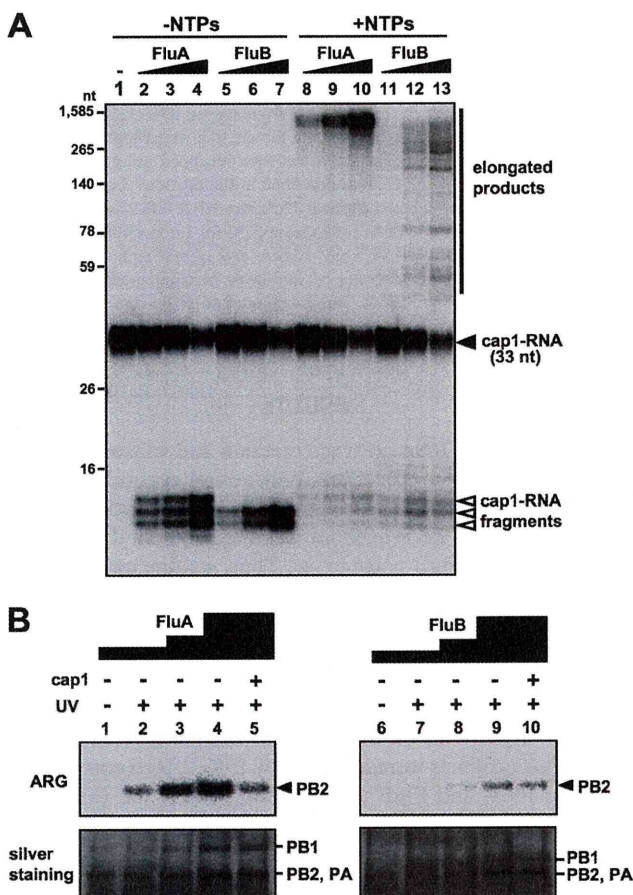 A
-NTPs +NTPs
FluA FluB FluA FluB
- 
1 2 3 4 5 6 7 8 9 10 11 12 13
nt
1,585
265
140
78
59
26
16
elongated
products
cap1-RNA
(33 nt)
cap1-RNA
fragments
B
FluA FluB
cap1 - - - - + - - - - +
UV - + + + + - + + + +
1 2 3 4 5 6 7 8 9 10
ARG PB2 PB2
silver
staining
PB1
PB2, PA
PB1
PB2, PA